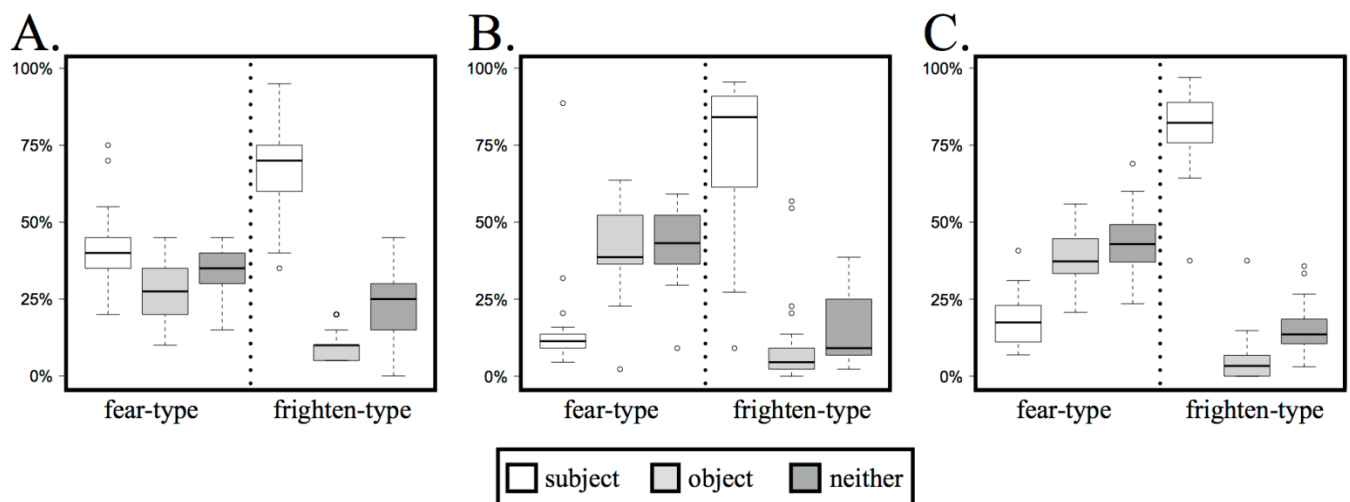 A.
B.
C.
100%
75%
50%
25%
0%
fear-type
frighten-type
100%
75%
50%
25%
0%
fear-type
frighten-type
100%
75%
50%
25%
0%
fear-type
frighten-type
subject object neither